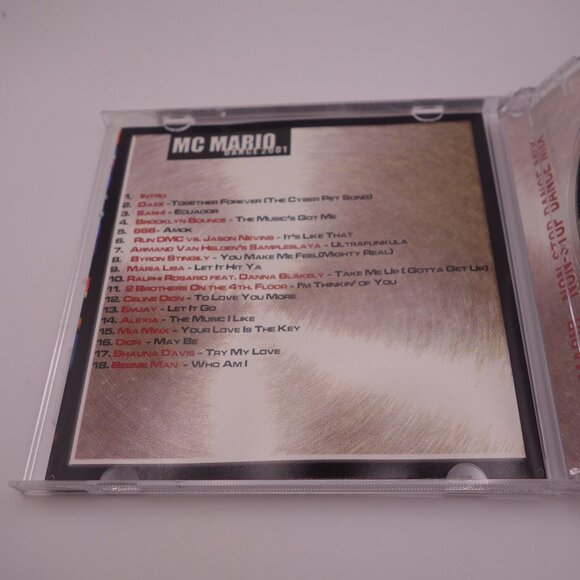 MC MARIO
DANCE 2001
1. Intro
2. Daze - Together Forever (The Cyber Pet Song)
3. Sash! - Ecuador
4. Brooklyn Bounce - The Music's Got Me
5. 666 - Amok
6. Run DMC vs. Jason Nevins - It's Like That
7. Armand Van Helden's Sampleslaya - Ultrafunkula
8. Byron Stingily - You Make Me Feel(Mighty Real)
9. Maria Lisa - Let It Hit Ya
10. Ralphi Rosario feat. Danna Blakely - Take Me Up ( Gotta Get Up)
11. 2 Brothers On the 4th. Floor - I'm Thinkin' of You
12. Celine Dion - To Love You More
13. Emjay - Let It Go
14. Alexia - The Music I Like
15. Mia Minx - Your Love Is The Key
16. Dion - May Be
17. Shauna Davis - Try My Love
18. Beenie Man - Who Am I
NON STOP DANCE MIX